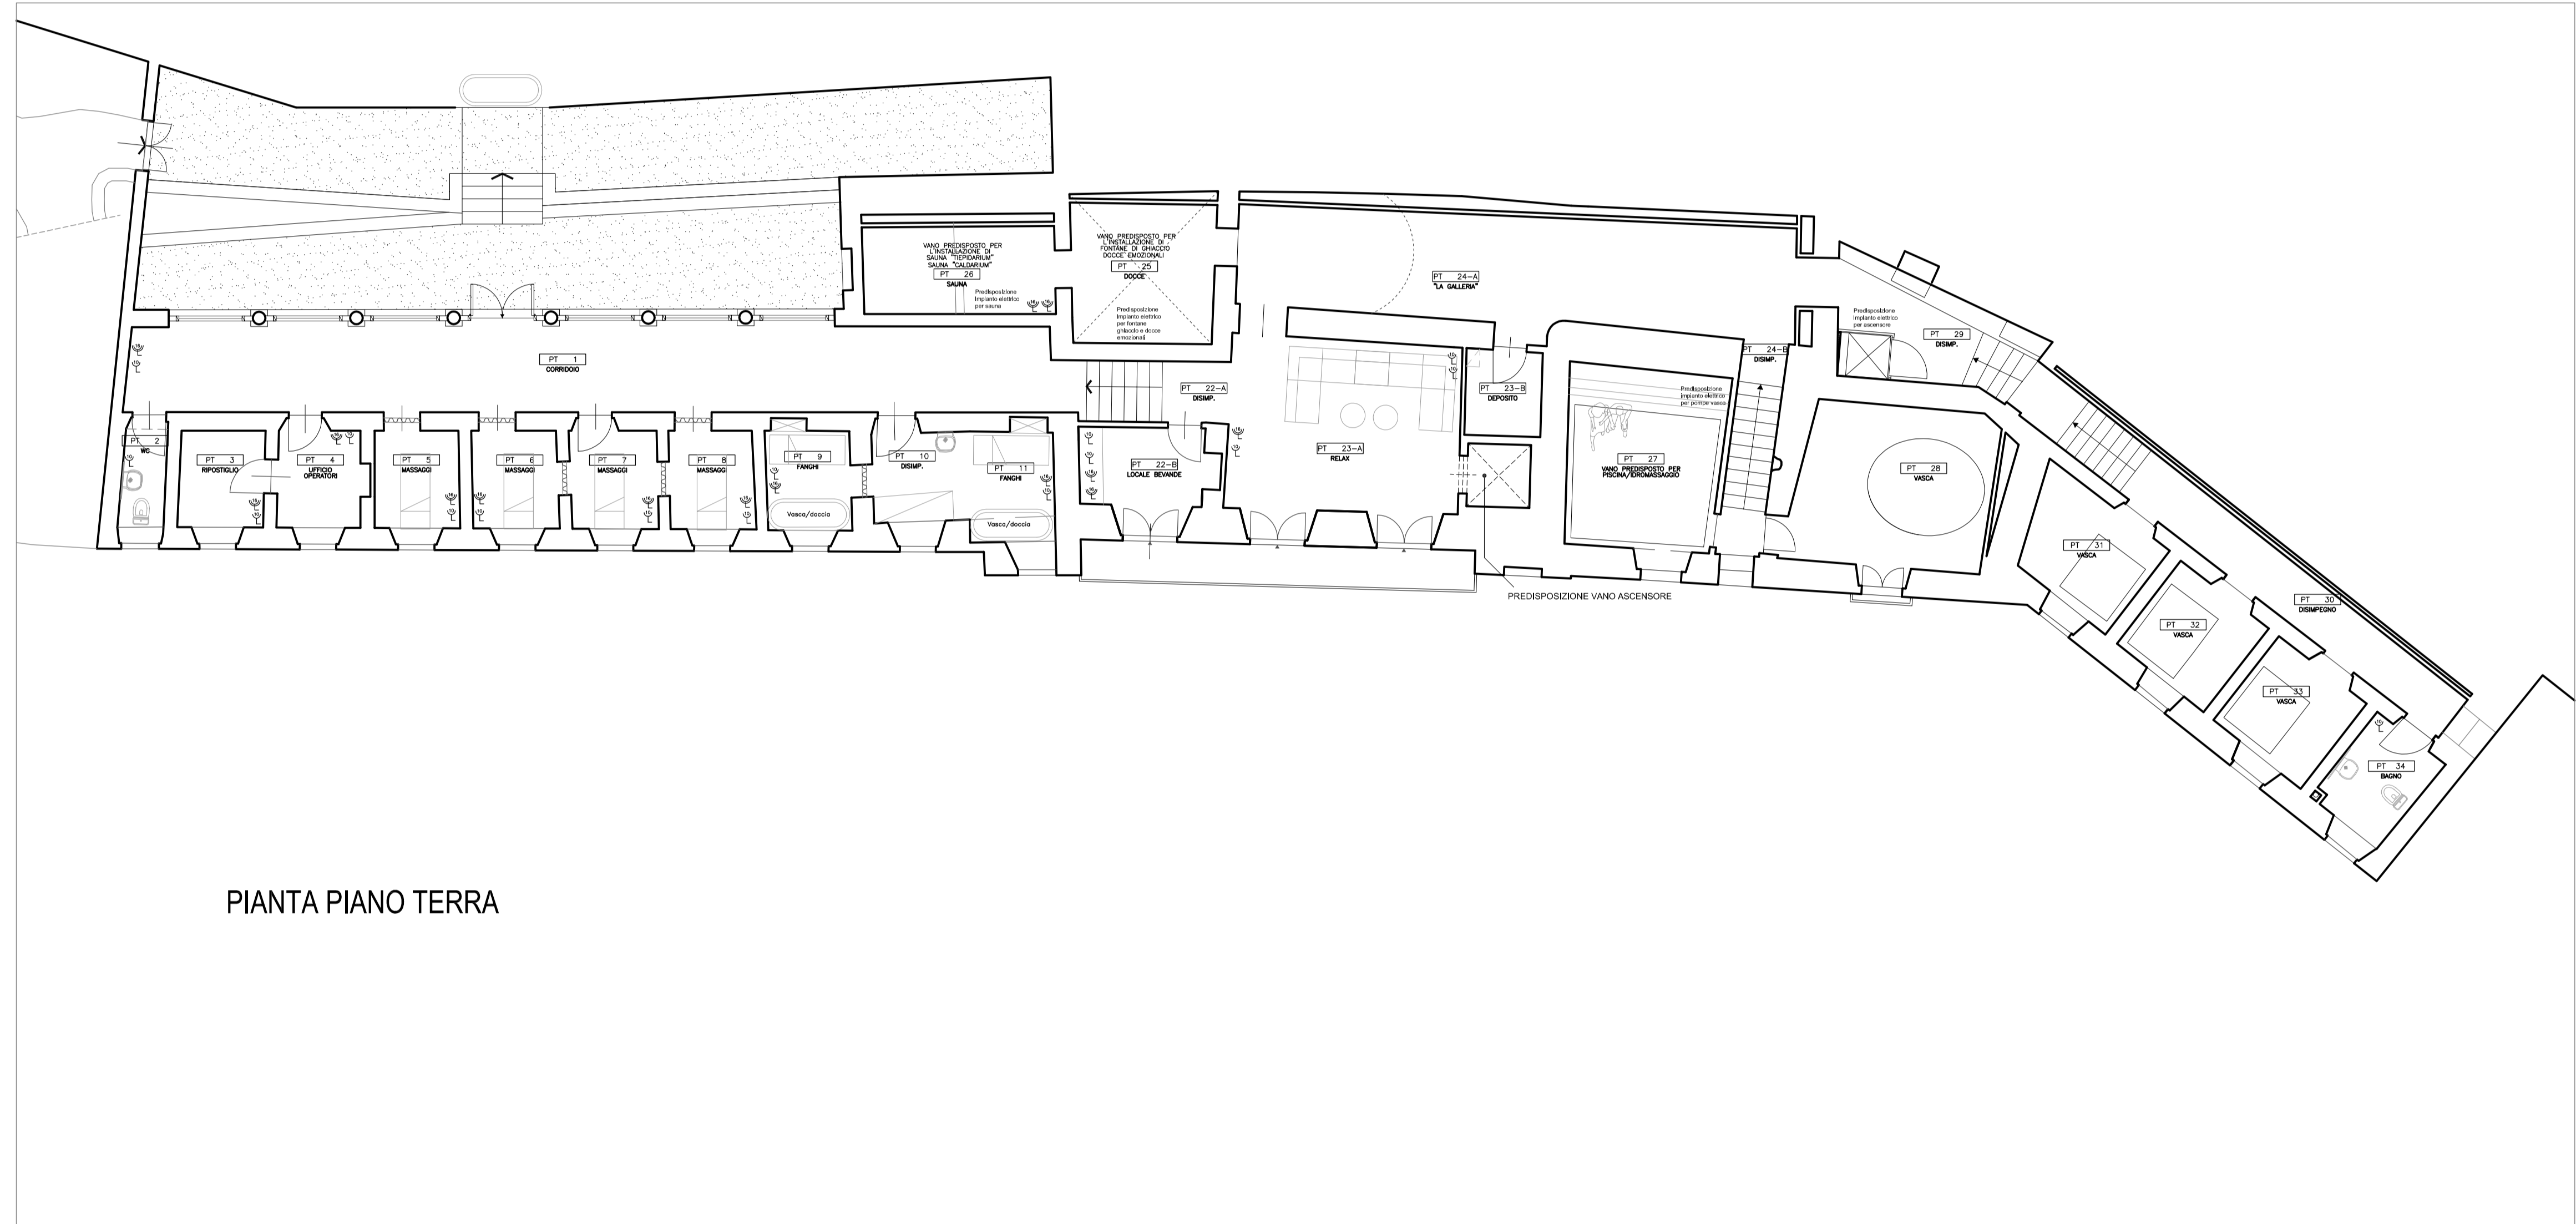 VANO PREDISPOSTO PER
L'INSTALLAZIONE DI
SAUNA "TIEPIDARIUM"
SAUNA "CALDARIUM"
PT 26
SAUNA
Predisposizione
impianto elettrico
per sauna
VANO PREDISPOSTO PER
L'INSTALLAZIONE DI
FONTANE DI GHIACCIO
DOCCE EMOZIONALI
PT 25
DOCCE
Predisposizione
impianto elettrico
per fontane
ghiaccio e docce
emozionali
PT 24-A
"LA GALLERIA"
Predisposizione
impianto elettrico
per ascensore
PT 29
DISIMP.
PT 1
CORRIDOIO
PT 22-A
DISIMP.
PT 23-B
DEPOSITO
PT 24-B
DISIMP.
Predisposizione
impianto elettrico
per pompe vasca
PT 2
WC
PT 3
RIPOSTIGLIO
PT 4
UFFICIO
OPERATORI
PT 5
MASSAGGI
PT 6
MASSAGGI
PT 7
MASSAGGI
PT 8
MASSAGGI
PT 9
FANGHI
Vasca/doccia
PT 10
DISIMP.
PT 11
FANGHI
Vasca/doccia
PT 22-B
LOCALE BEVANDE
PT 23-A
RELAX
PT 27
VANO PREDISPOSTO PER
PISCINA/IDROMASSAGGIO
PT 28
VASCA
PT 31
VASCA
PT 32
VASCA
PT 30
DISIMPEGNO
PT 33
VASCA
PT 34
BAGNO
PREDISPOSIZIONE VANO ASCENSORE
PIANTA PIANO TERRA